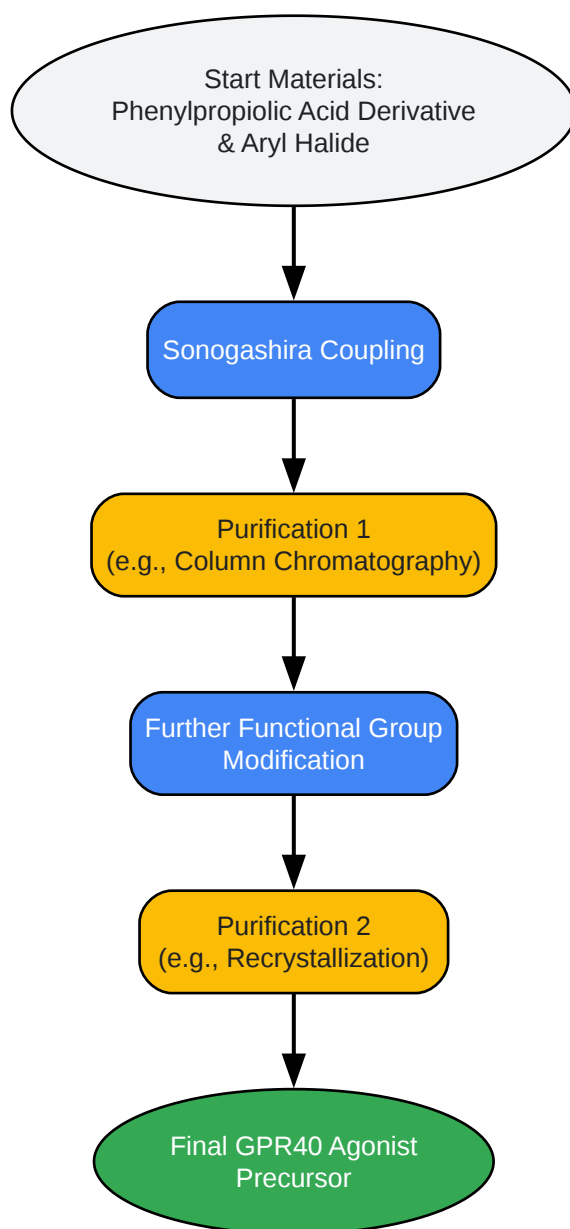 Start Materials:
Phenylpropiolic Acid Derivative
& Aryl Halide
Sonogashira Coupling
Purification 1
(e.g., Column Chromatography)
Further Functional Group
Modification
Purification 2
(e.g., Recrystallization)
Final GPR40 Agonist
Precursor